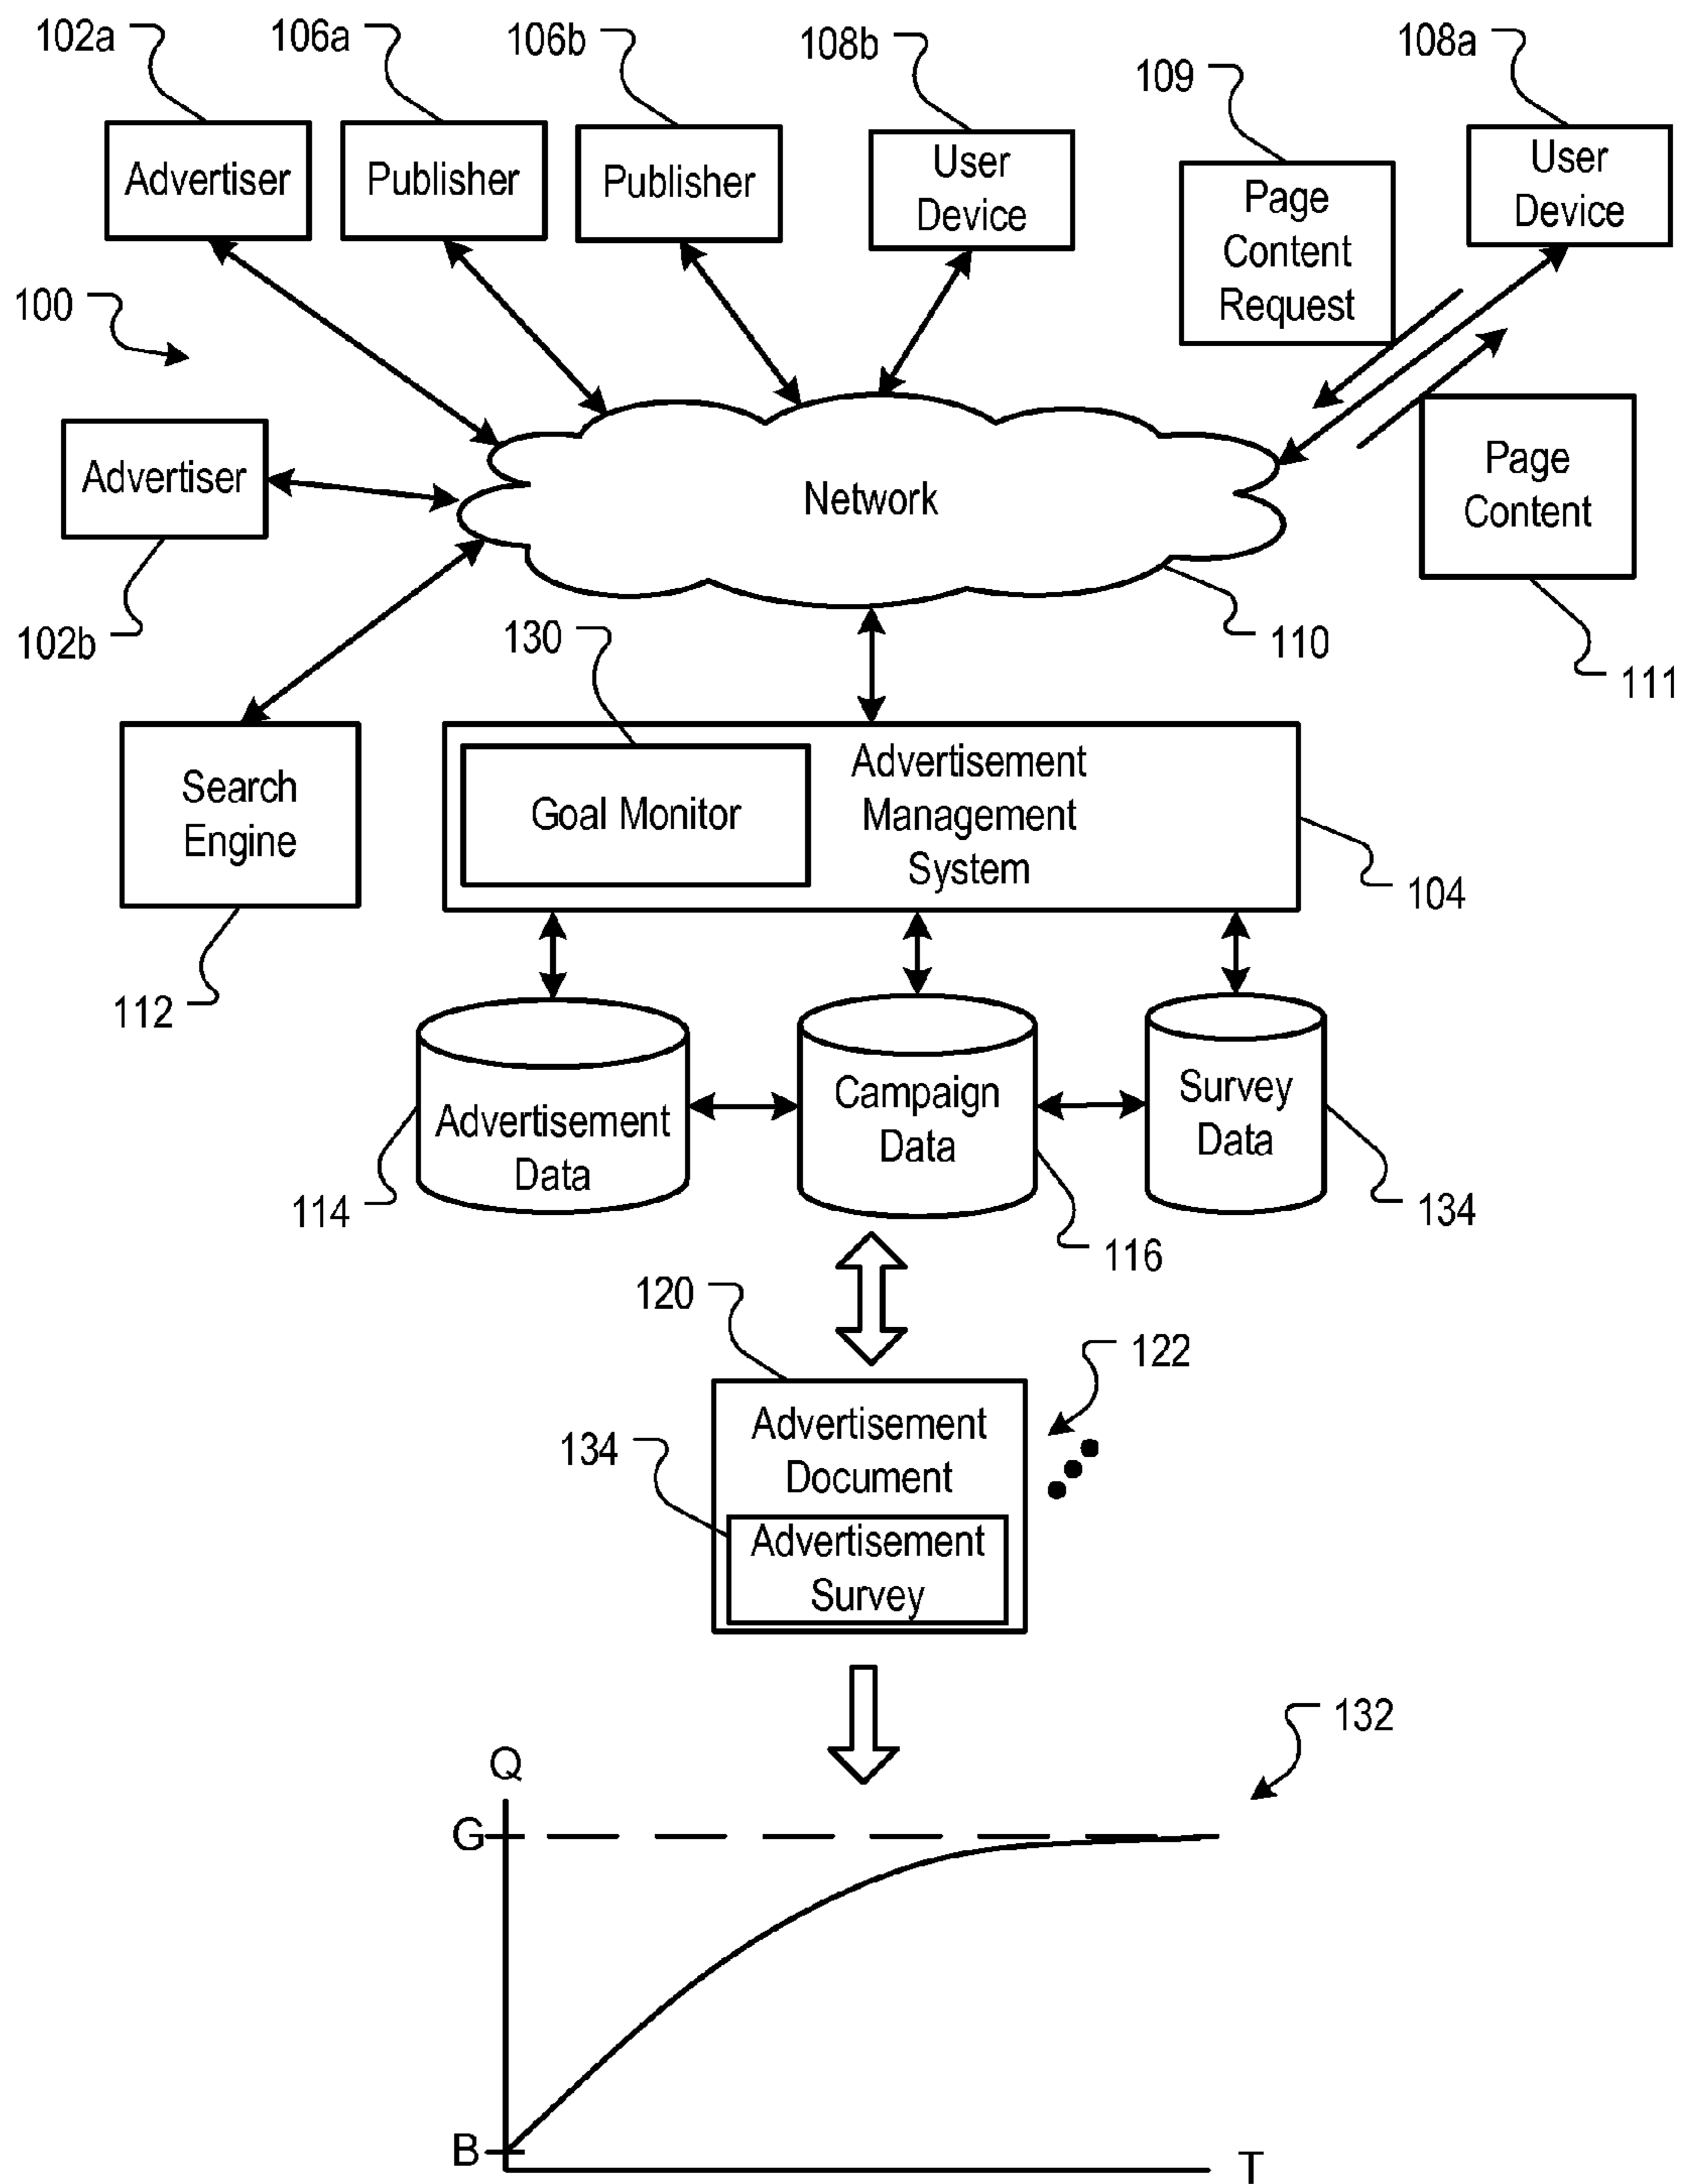 102a
106a
106b
108b
109
108a
Advertiser
Publisher
Publisher
User
Device
Page
Content
Request
User
Device
100
Advertiser
Network
Page
Content
102b
130
110
111
Search
Engine
Goal Monitor
Advertisement
Management
System
104
112
Advertisement
Data
Campaign
Data
Survey
Data
114
116
134
120
122
Advertisement
Document
134
Advertisement
Survey
132
Q
G
B
T